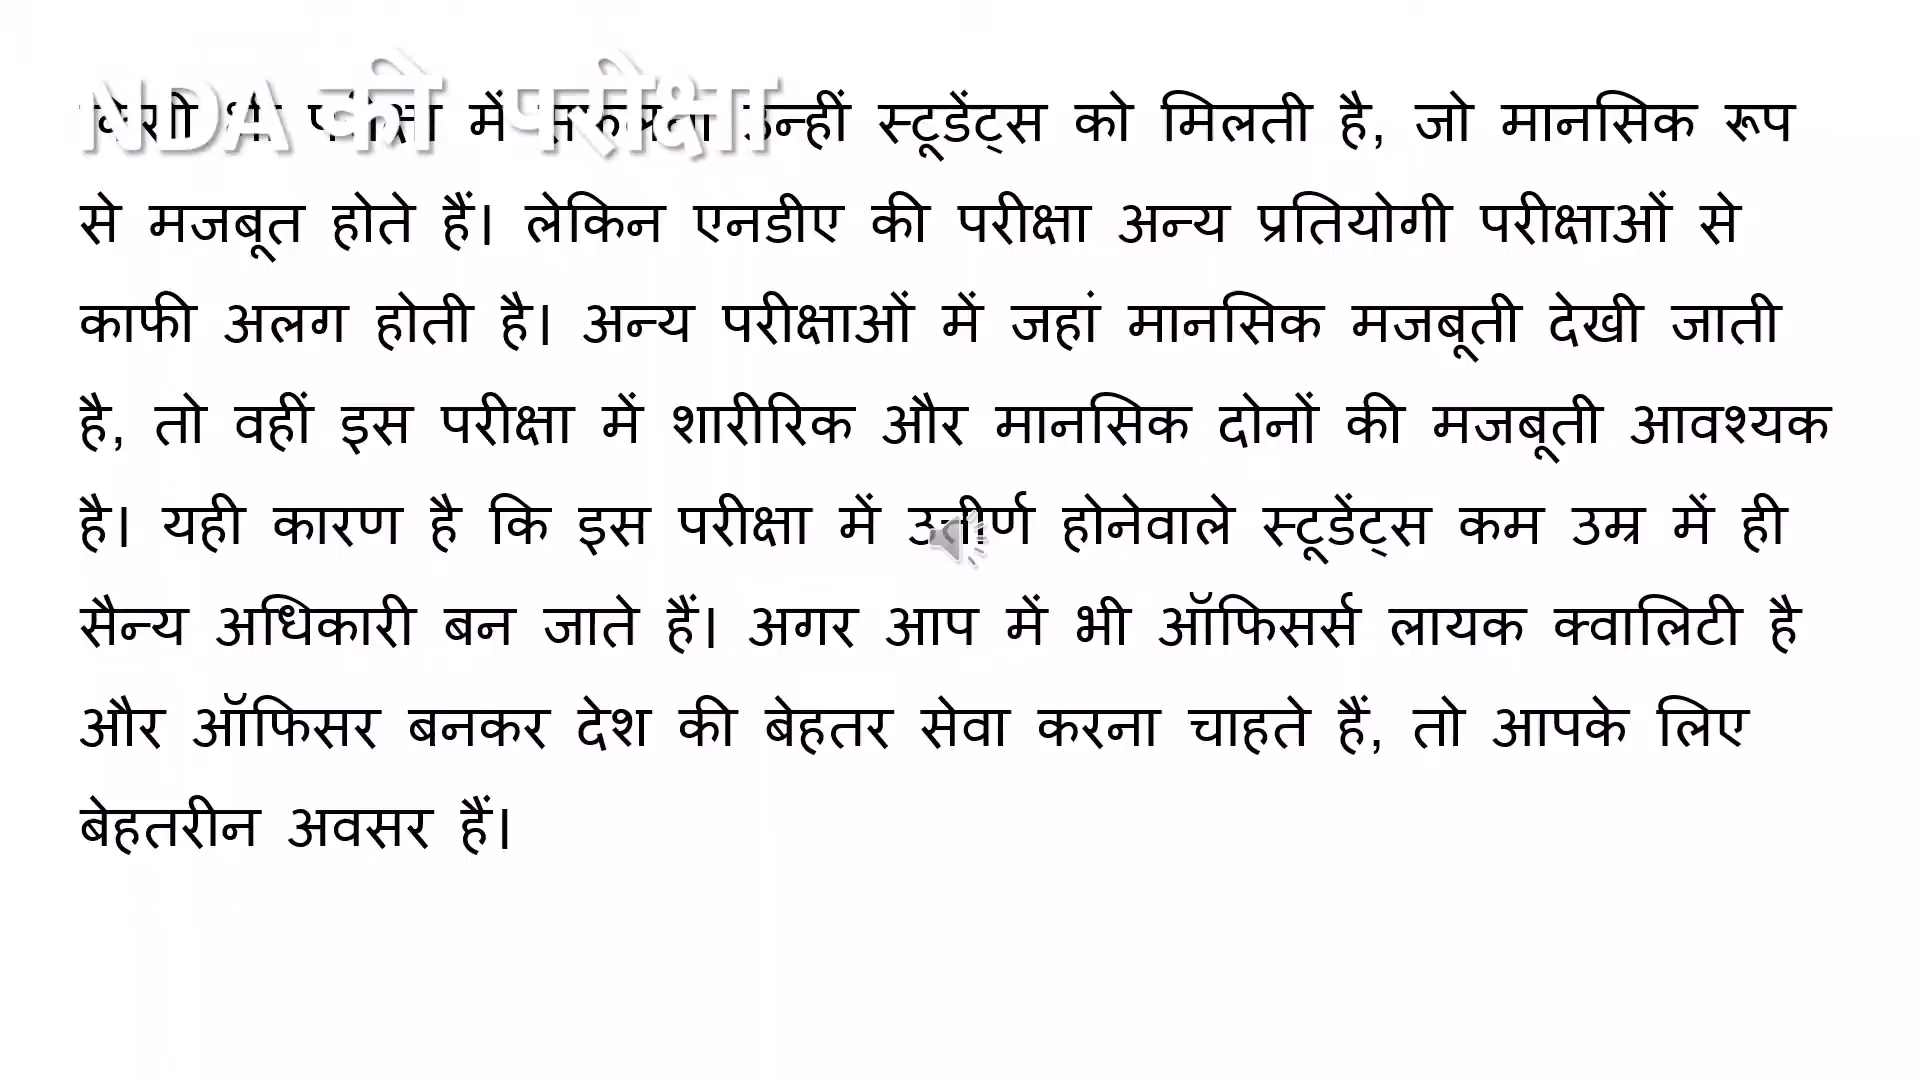 NDA की परीक्षा
किसी भी परीक्षा में सफलता उन्हीं स्टूडेंट्स को मिलती है, जो मानसिक रूप
से मजबूत होते हैं। लेकिन एनडीए की परीक्षा अन्य प्रतियोगी परीक्षाओं से
काफी अलग होती है। अन्य परीक्षाओं में जहां मानसिक मजबूती देखी जाती
है, तो वहीं इस परीक्षा में शारीरिक और मानसिक दोनों की मजबूती आवश्यक
है। यही कारण है कि इस परीक्षा में उत्तीर्ण होनेवाले स्टूडेंट्स कम उम्र में ही
सैन्य अधिकारी बन जाते हैं। अगर आप में भी ऑफिसर्स लायक क्वालिटी है
और ऑफिसर बनकर देश की बेहतर सेवा करना चाहते हैं, तो आपके लिए
बेहतरीन अवसर हैं।